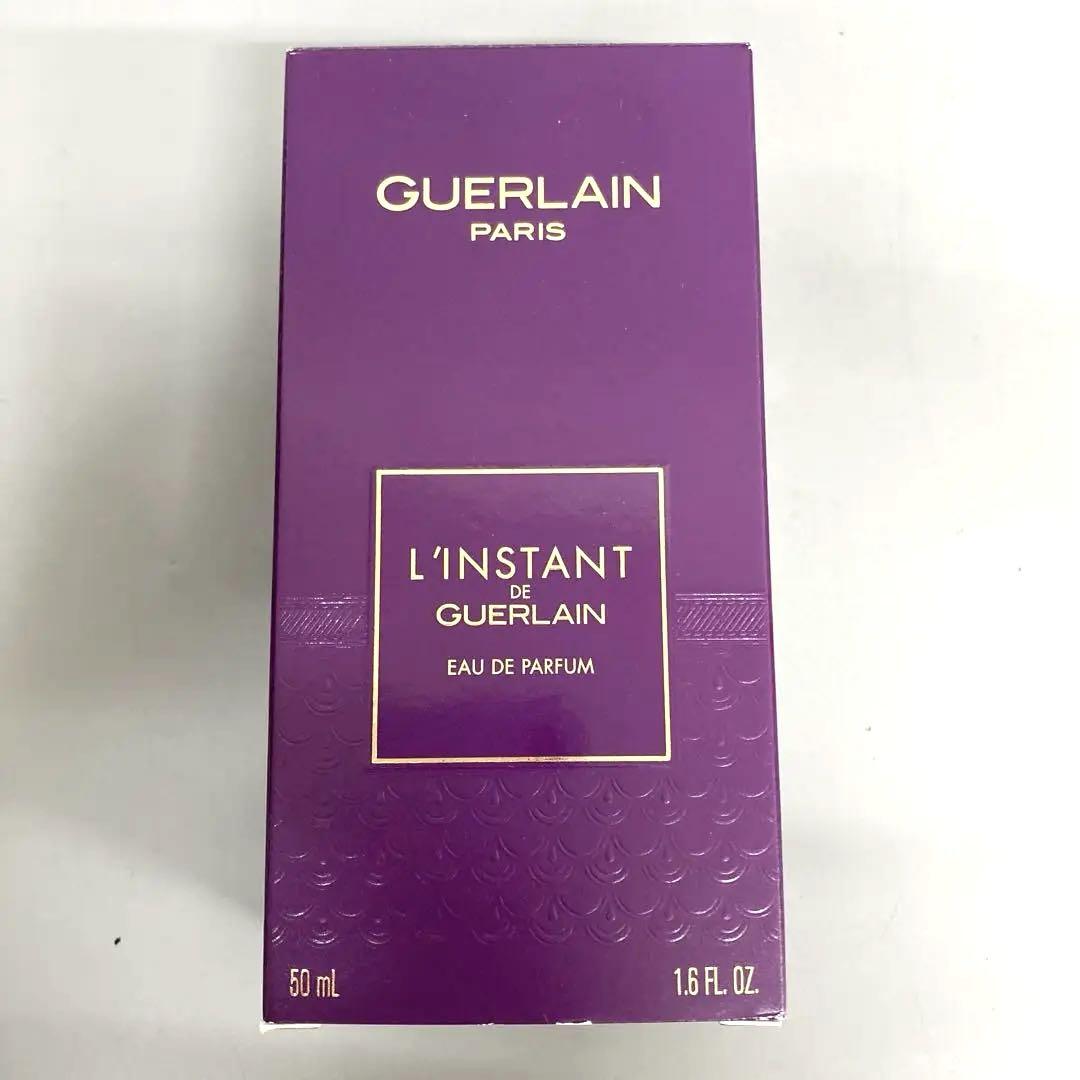 GUERLAIN
PARIS
L'INSTANT
DE
GUERLAIN
EAU DE PARFUM
50 mL
1.6 FL. OZ.